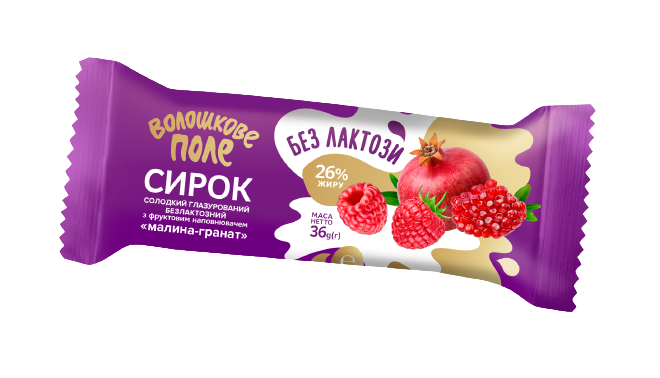 Волошкове
поле
СИРОК
СОЛОДКИЙ ГЛАЗУРОВАНИЙ
БЕЗЛАКТОЗНИЙ
з фруктовим наповнювачем
«малина-гранат»
БЕЗ ЛАКТОЗИ
26%
ЖИРУ
МАСА
НЕТТО
36g(г)
e